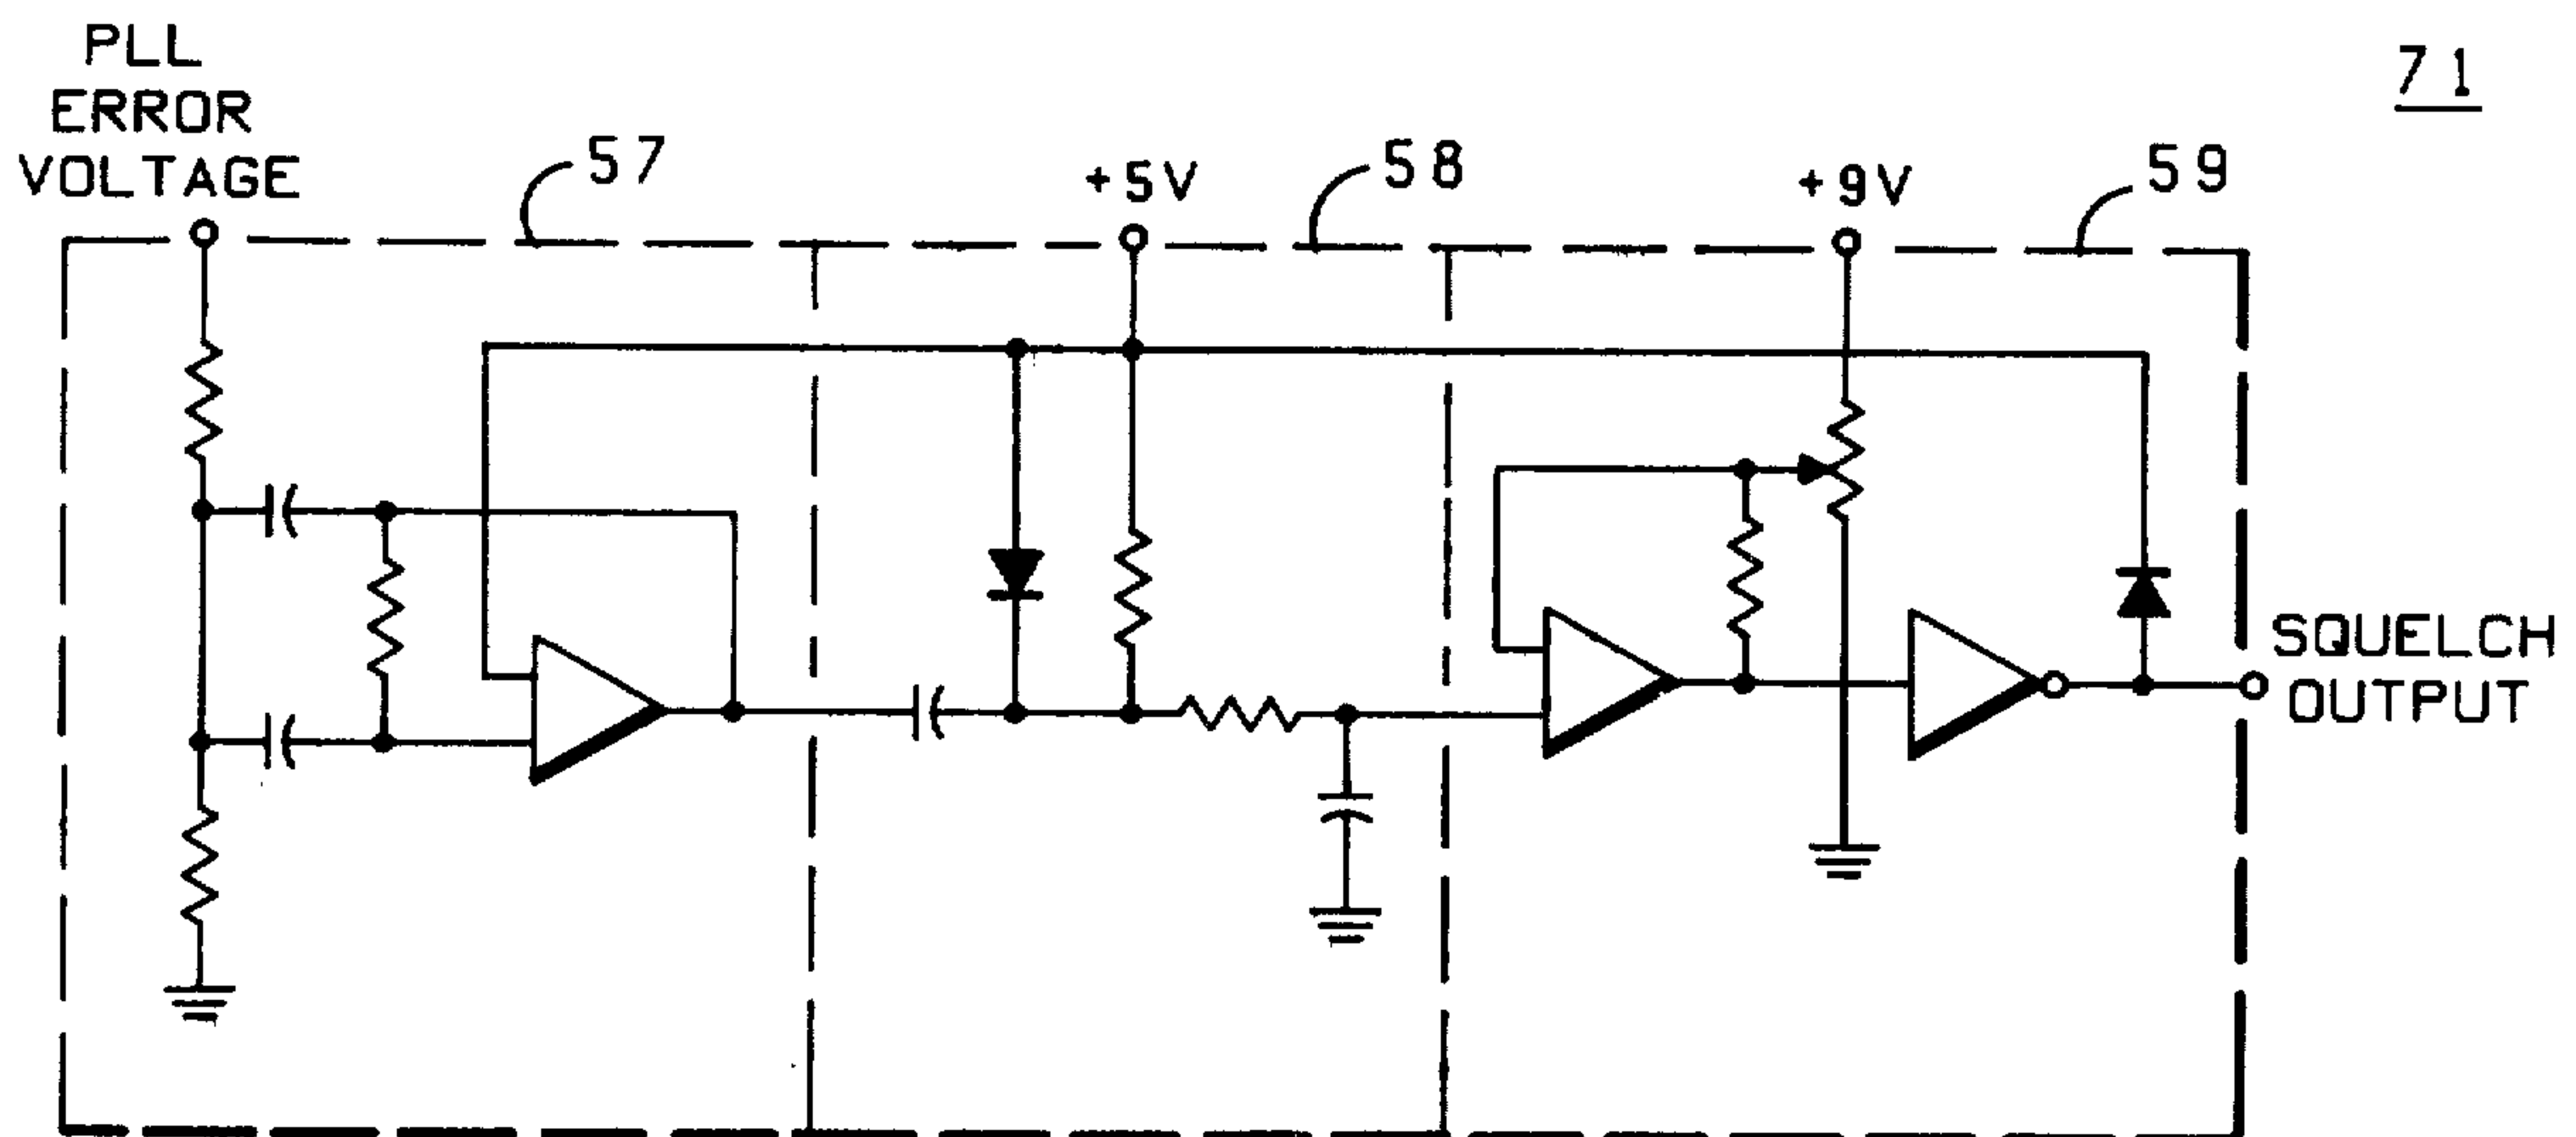 PLL
ERROR
VOLTAGE
57
+5V
58
+9V
59
71
SQUELCH
OUTPUT